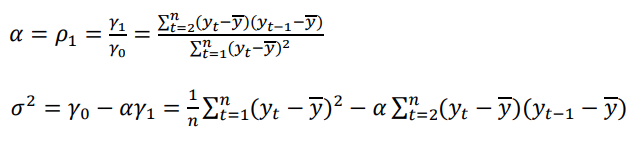 α = ρ₁ = γ₁/γ₀ = ∑ₜ₌₂ⁿ(yₜ−y̅)(yₜ₋₁−y̅)/∑ₜ₌₁ⁿ(yₜ−y̅)²
σ² = γ₀ − αγ₁ = 1/n ∑ₜ₌₁ⁿ(yₜ − y̅)² − α ∑ₜ₌₂ⁿ(yₜ − y̅)(yₜ₋₁ − y̅)